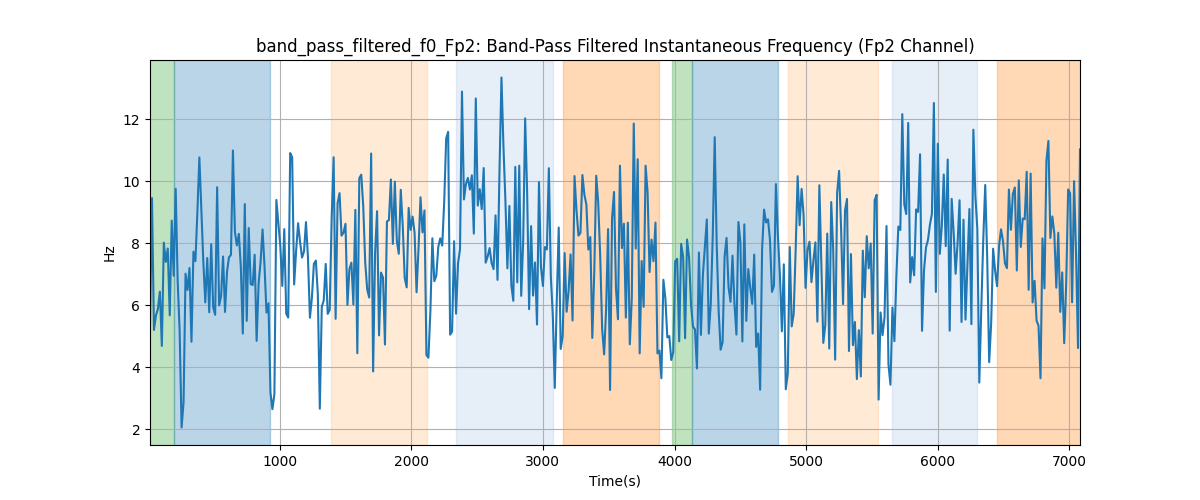 band_pass_filtered_f0_Fp2: Band-Pass Filtered Instantaneous Frequency (Fp2 Channel)
12
10
8
6
4
2
Hz
1000 2000 3000 4000 5000 6000 7000
Time(s)